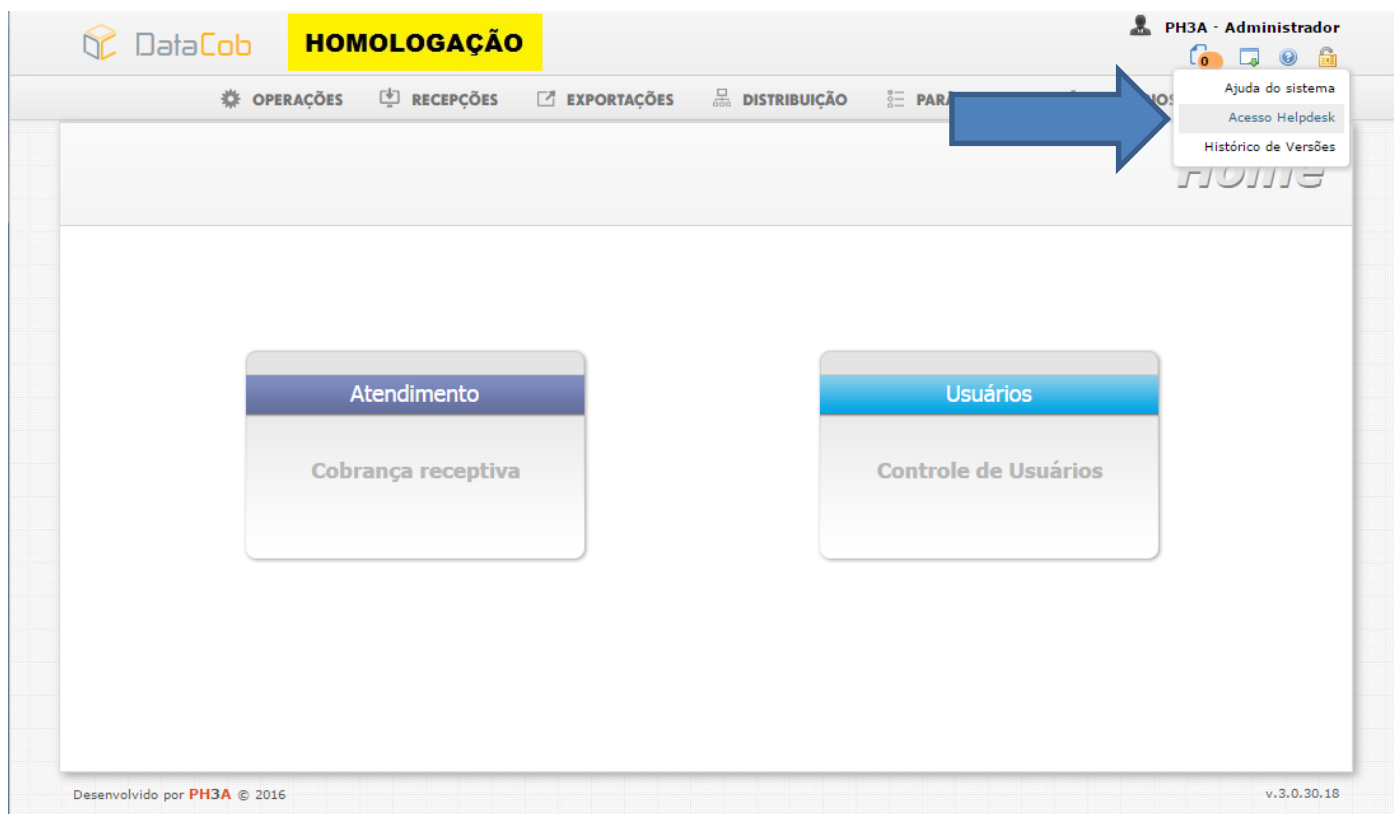 DataCob
HOMOLOGAÇÃO
PH3A - Administrador
0
OPERAÇÕES RECEPÇÕES EXPORTAÇÕES DISTRIBUIÇÃO
Ajuda do sistema
Acesso Helpdesk
Histórico de Versões
Home
Atendimento
Cobrança receptiva
Usuários
Controle de Usuários
Desenvolvido por PH3A © 2016
v.3.0.30.18